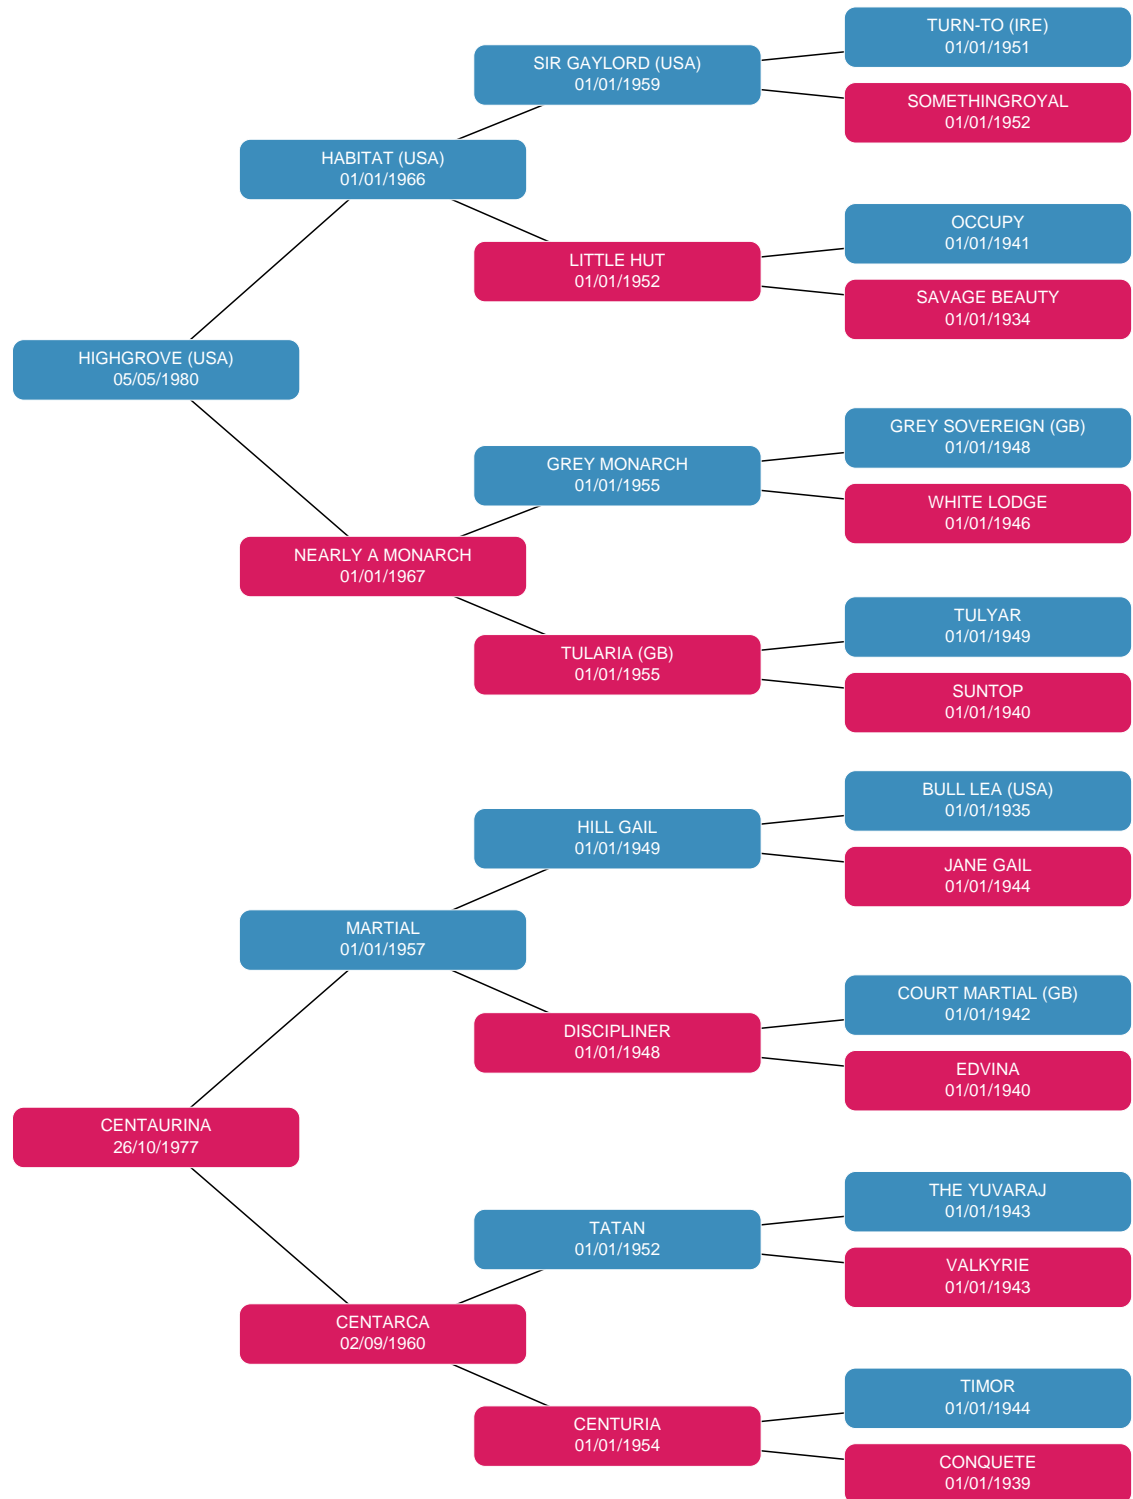 TURN-TO (IRE)
01/01/1951
SIR GAYLORD (USA)
01/01/1959
SOMETHINGROYAL
01/01/1952
HABITAT (USA)
01/01/1966
OCCUPY
01/01/1941
LITTLE HUT
01/01/1952
SAVAGE BEAUTY
01/01/1934
HIGHGROVE (USA)
05/05/1980
GREY SOVEREIGN (GB)
01/01/1948
GREY MONARCH
01/01/1955
WHITE LODGE
01/01/1946
NEARLY A MONARCH
01/01/1967
TULYAR
01/01/1949
TULARIA (GB)
01/01/1955
SUNTOP
01/01/1940
BULL LEA (USA)
01/01/1935
HILL GAIL
01/01/1949
JANE GAIL
01/01/1944
MARTIAL
01/01/1957
COURT MARTIAL (GB)
01/01/1942
DISCIPLINER
01/01/1948
EDVINA
01/01/1940
CENTAURINA
26/10/1977
THE YUVARAJ
01/01/1943
TATAN
01/01/1952
VALKYRIE
01/01/1943
CENTARCA
02/09/1960
TIMOR
01/01/1944
CENTURIA
01/01/1954
CONQUETE
01/01/1939